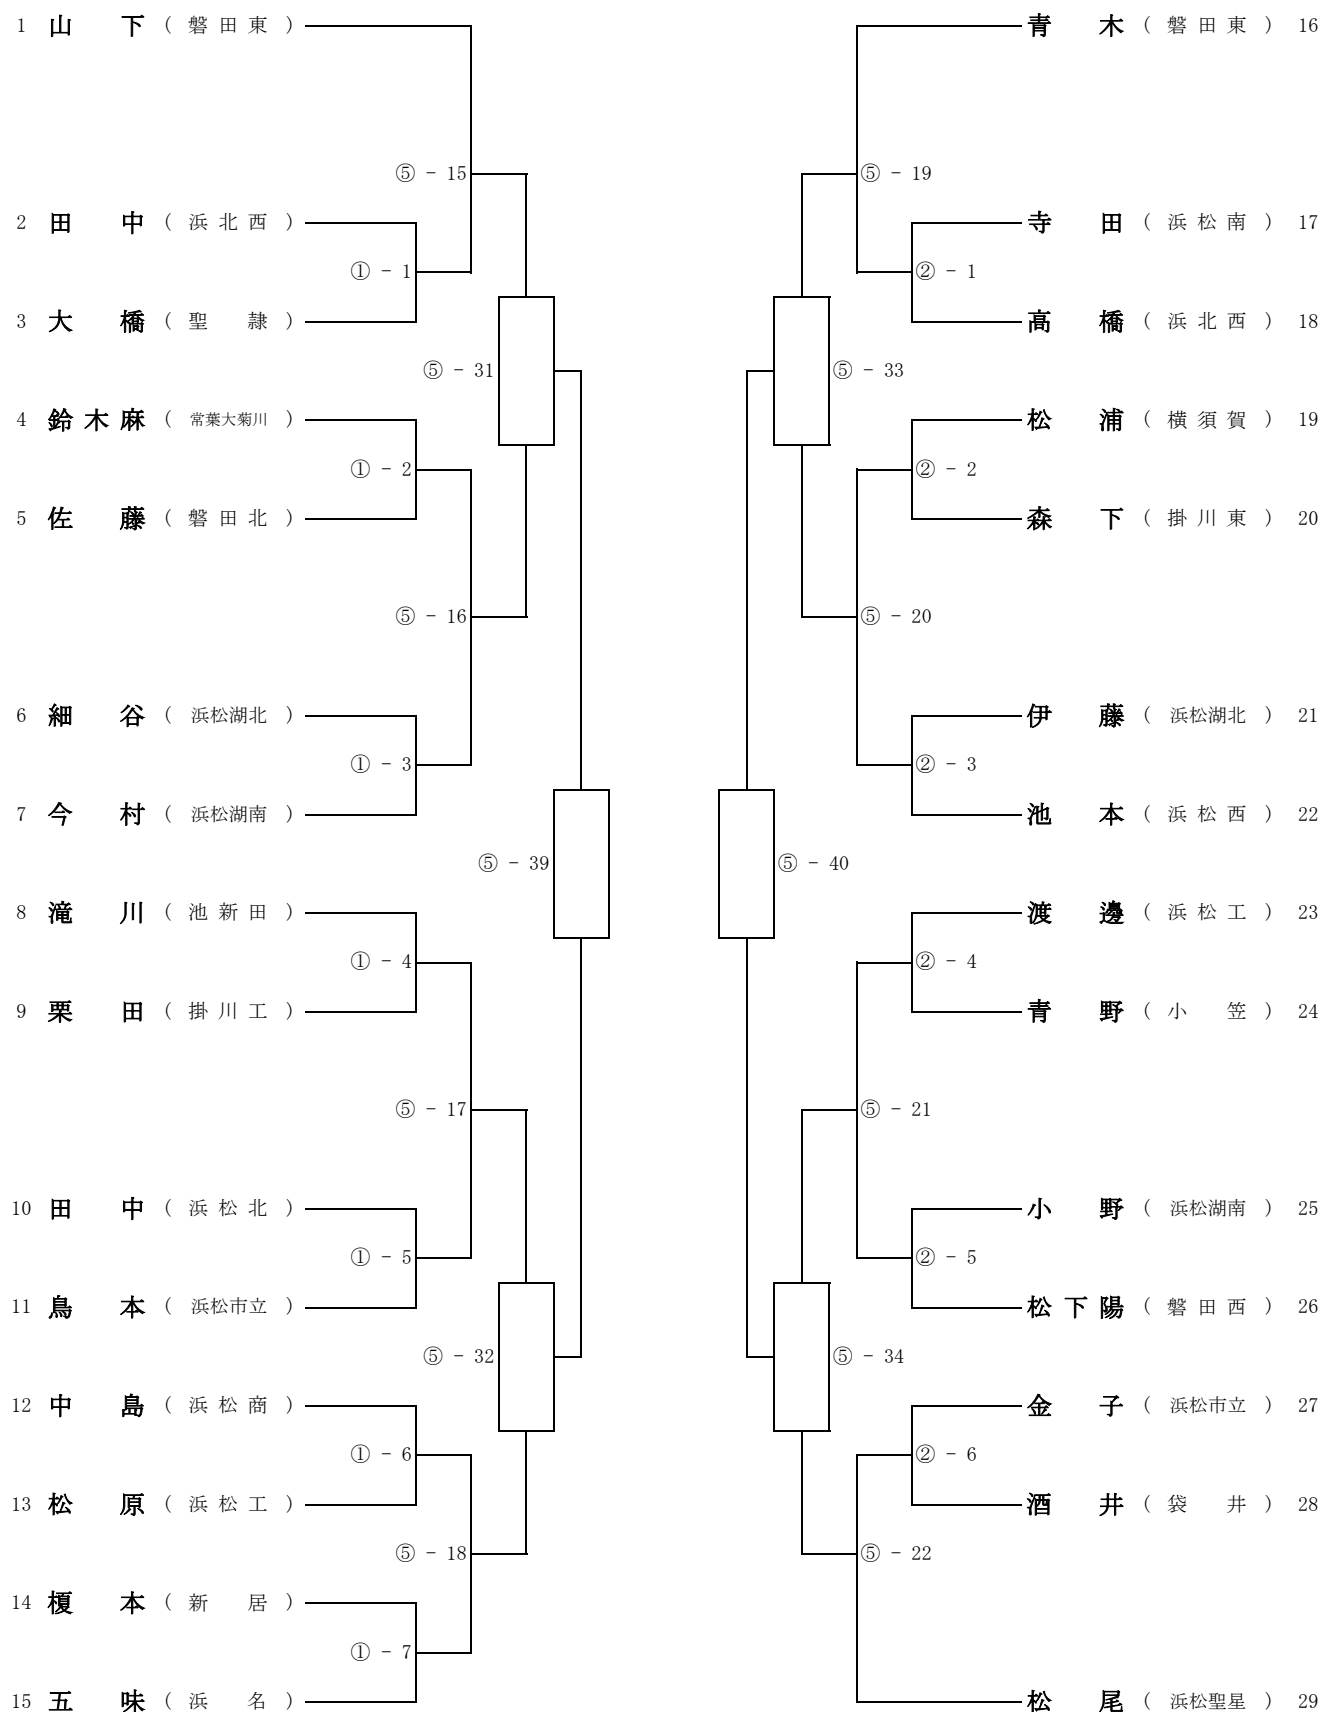 1 山下 (磐田東)
⑤ - 15
2 田中 (浜北西)
① - 1
3 大橋 (聖隷)
⑤ - 31
4 鈴木麻 (常葉大菊川)
① - 2
5 佐藤 (磐田北)
⑤ - 16
6 細谷 (浜松湖北)
① - 3
7 今村 (浜松湖南)
⑤ - 39
8 滝川 (池新田)
① - 4
9 栗田 (掛川工)
⑤ - 17
10 田中 (浜松北)
① - 5
11 鳥本 (浜松市立)
⑤ - 32
12 中島 (浜松商)
① - 6
13 松原 (浜松工)
⑤ - 18
14 榎本 (新居)
① - 7
15 五味 (浜名)
青木 (磐田東) 16
⑤ - 19
寺田 (浜松南) 17
② - 1
高橋 (浜北西) 18
⑤ - 33
松浦 (横須賀) 19
② - 2
森下 (掛川東) 20
⑤ - 20
伊藤 (浜松湖北) 21
② - 3
池本 (浜松西) 22
⑤ - 40
渡邊 (浜松工) 23
② - 4
青野 (小笠) 24
⑤ - 21
小野 (浜松湖南) 25
② - 5
松下陽 (磐田西) 26
⑤ - 34
金子 (浜松市立) 27
② - 6
酒井 (袋井) 28
⑤ - 22
松尾 (浜松聖星) 29